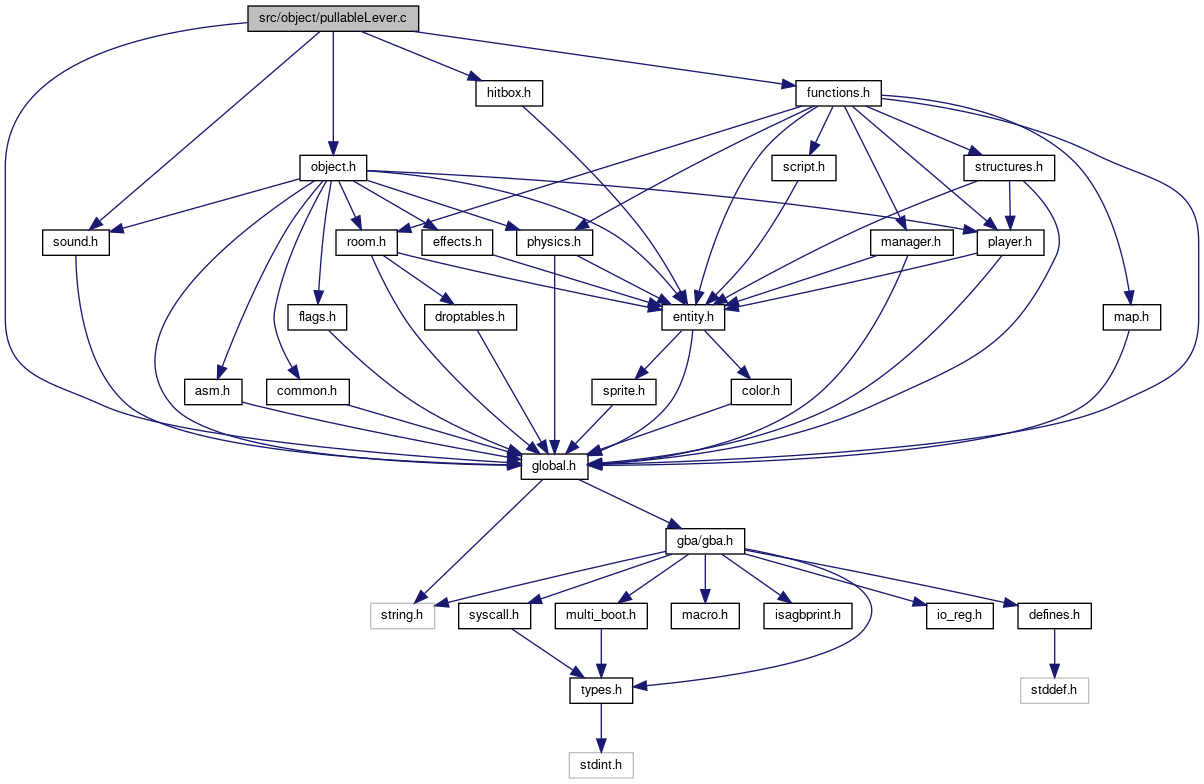 src/object/pullableLever.c
hitbox.h
functions.h
object.h
script.h
structures.h
sound.h
room.h
effects.h
physics.h
manager.h
player.h
flags.h
droptables.h
entity.h
map.h
asm.h
common.h
sprite.h
color.h
global.h
gba/gba.h
string.h
syscall.h
multi_boot.h
macro.h
isagbprint.h
io_reg.h
defines.h
types.h
stddef.h
stdint.h